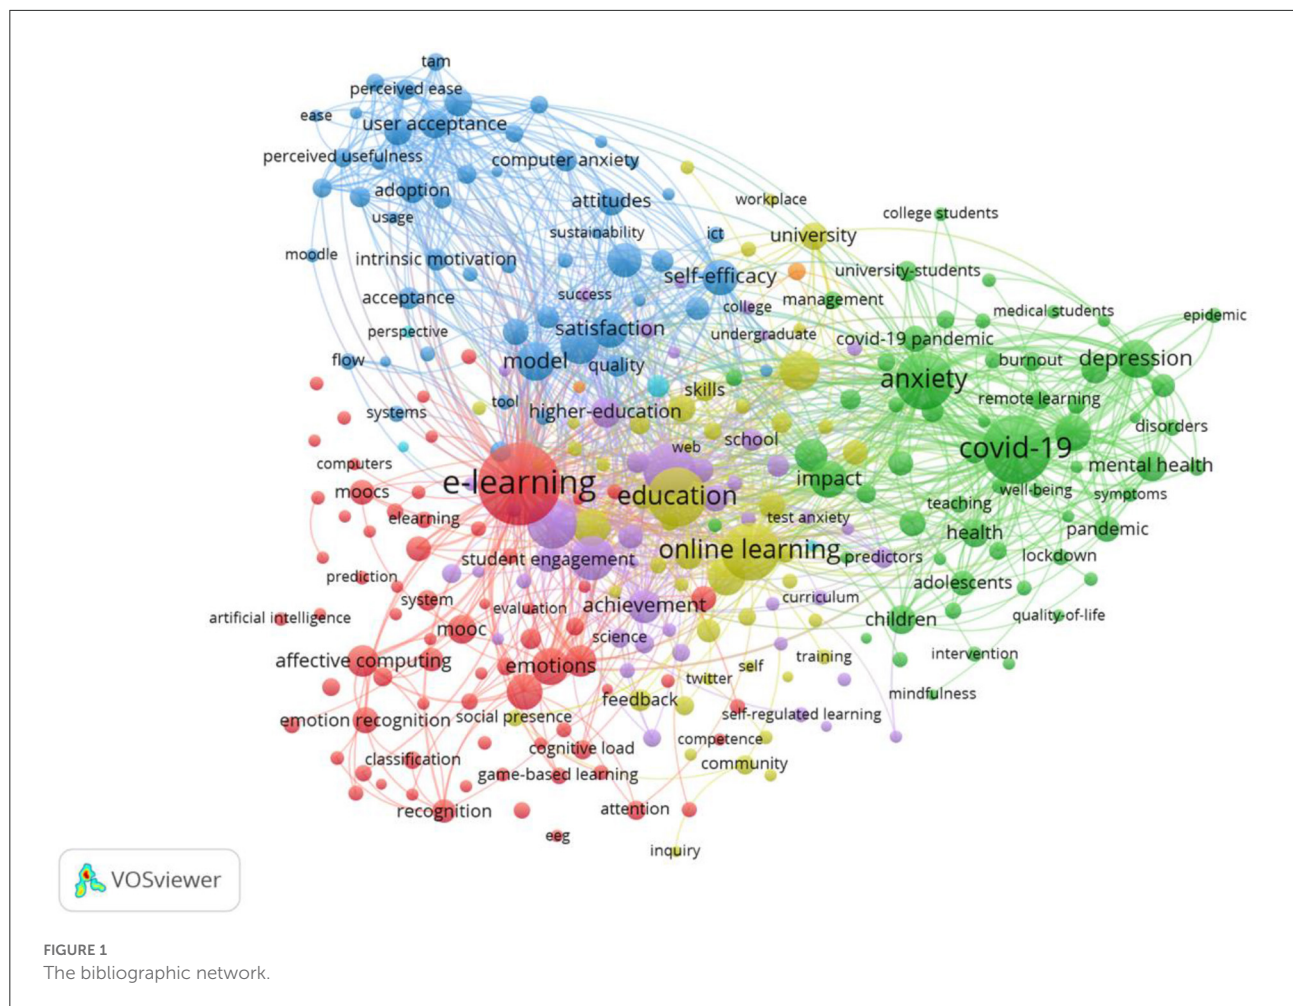 tam
perceived ease
ease
user acceptance
perceived usefulness
computer anxiety
adoption
attitudes
workplace
usage
college students
sustainability
ict
university
moodle
intrinsic motivation
self-efficacy
university-students
acceptance
success
college
management
medical students
epidemic
perspective
satisfaction
undergraduate
covid-19 pandemic
flow
model
quality
burnout
depression
anxiety
skills
remote learning
systems
tool
higher-education
disorders
web
school
covid-19
computers
mental health
e-learning
impact
moocs
education
well-being
symptoms
teaching
elearning
test anxiety
health
pandemic
online learning
student engagement
predictors
lockdown
prediction
adolescents
system
evaluation
achievement
curriculum
artificial intelligence
children
quality-of-life
mooc
science
affective computing
emotions
self
training
intervention
twitter
mindfulness
feedback
emotion recognition
social presence
self-regulated learning
cognitive load
competence
classification
game-based learning
community
recognition
attention
eeg
inquiry
VOSviewer
FIGURE 1
The bibliographic network.